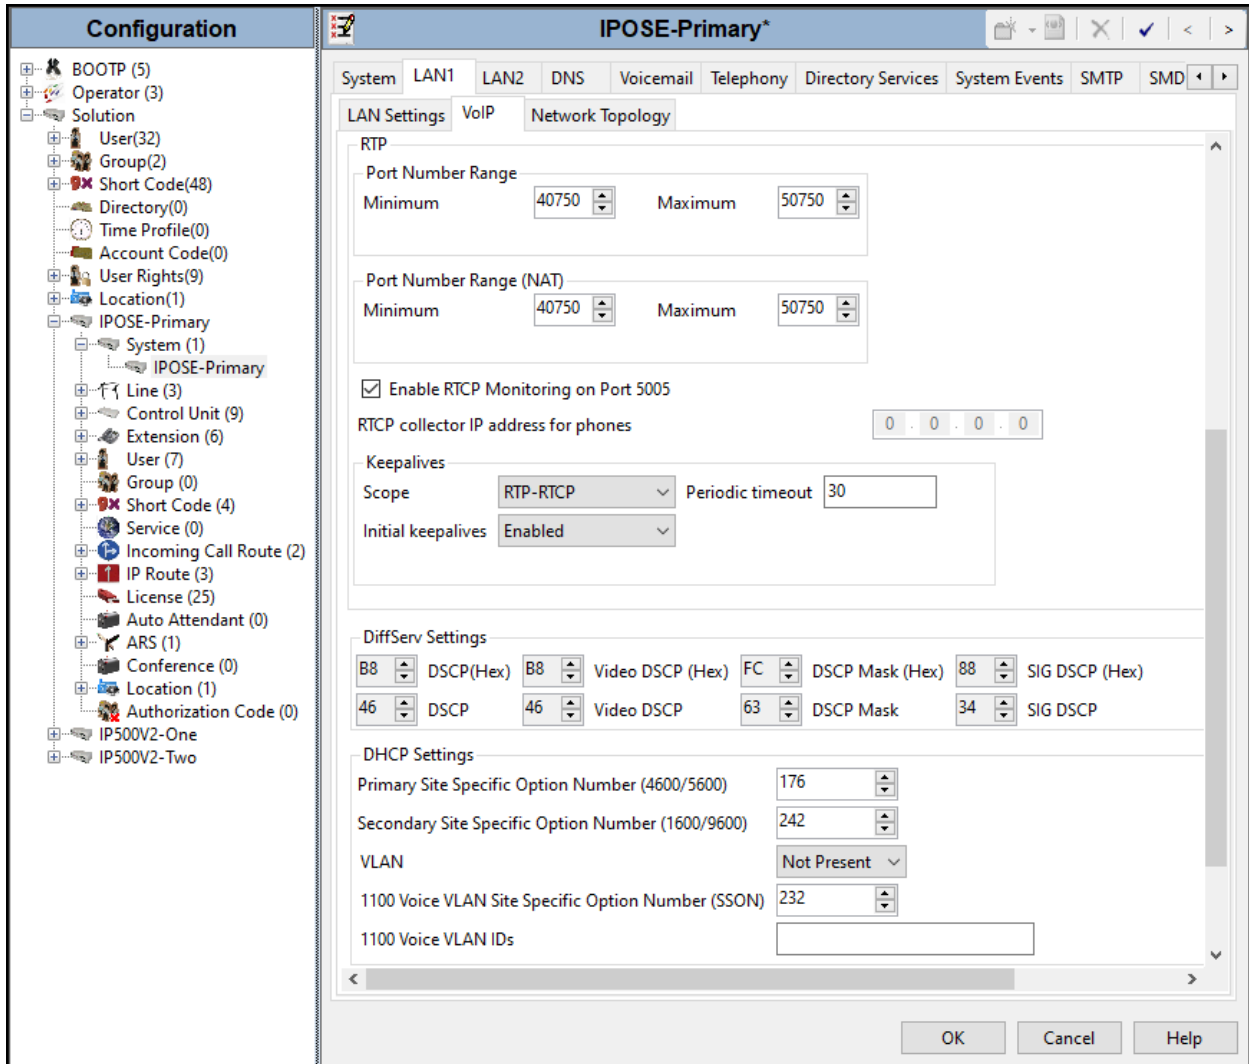 Configuration
BOOTP (5)
Operator (3)
Solution
User(32)
Group(2)
Short Code(48)
Directory(0)
Time Profile(0)
Account Code(0)
User Rights(9)
Location(1)
IPOSE-Primary
System (1)
IPOSE-Primary
Line (3)
Control Unit (9)
Extension (6)
User (7)
Group (0)
Short Code (4)
Service (0)
Incoming Call Route (2)
IP Route (3)
License (25)
Auto Attendant (0)
ARS (1)
Conference (0)
Location (1)
Authorization Code (0)
IP500V2-One
IP500V2-Two
IPOSE-Primary*
System LAN1 LAN2 DNS Voicemail Telephony Directory Services System Events SMTP SMD
LAN Settings VoIP Network Topology
RTP
Port Number Range
Minimum 40750 Maximum 50750
Port Number Range (NAT)
Minimum 40750 Maximum 50750
Enable RTCP Monitoring on Port 5005
RTCP collector IP address for phones 0 . 0 . 0 . 0
Keepalives
Scope RTP-RTCP Periodic timeout 30
Initial keepalives Enabled
DiffServ Settings
B8 DSCP(Hex) B8 Video DSCP (Hex) FC DSCP Mask (Hex) 88 SIG DSCP (Hex)
46 DSCP 46 Video DSCP 63 DSCP Mask 34 SIG DSCP
DHCP Settings
Primary Site Specific Option Number (4600/5600) 176
Secondary Site Specific Option Number (1600/9600) 242
VLAN Not Present
1100 Voice VLAN Site Specific Option Number (SSON) 232
1100 Voice VLAN IDs
OK Cancel Help